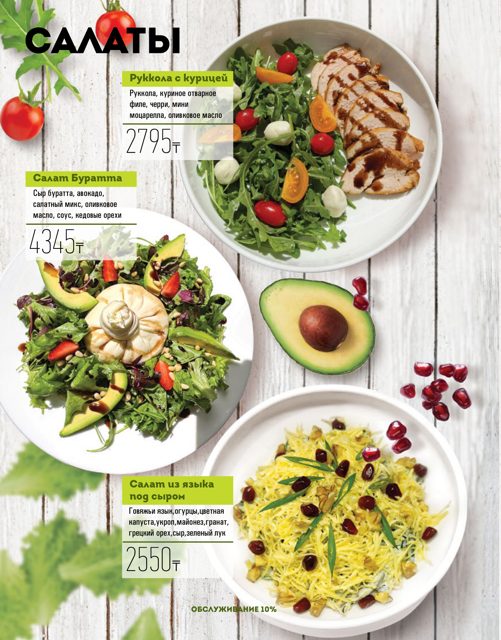 САЛАТЫ
Руккола с курицей
Руккола, куриное отварное
филе, черри, мини
моцарелла, оливковое масло
2795₸
Салат Буратта
Сыр буратта, авокадо,
салатный микс, оливковое
масло, соус, кедовые орехи
4345₸
Салат из языка
под сыром
Говяжьи язык,огурцы,цветная
капуста,укроп,майонез,гранат,
грецкий орех,сыр,зеленый лук
2550₸
ОБСЛУЖИВАНИЕ 10%